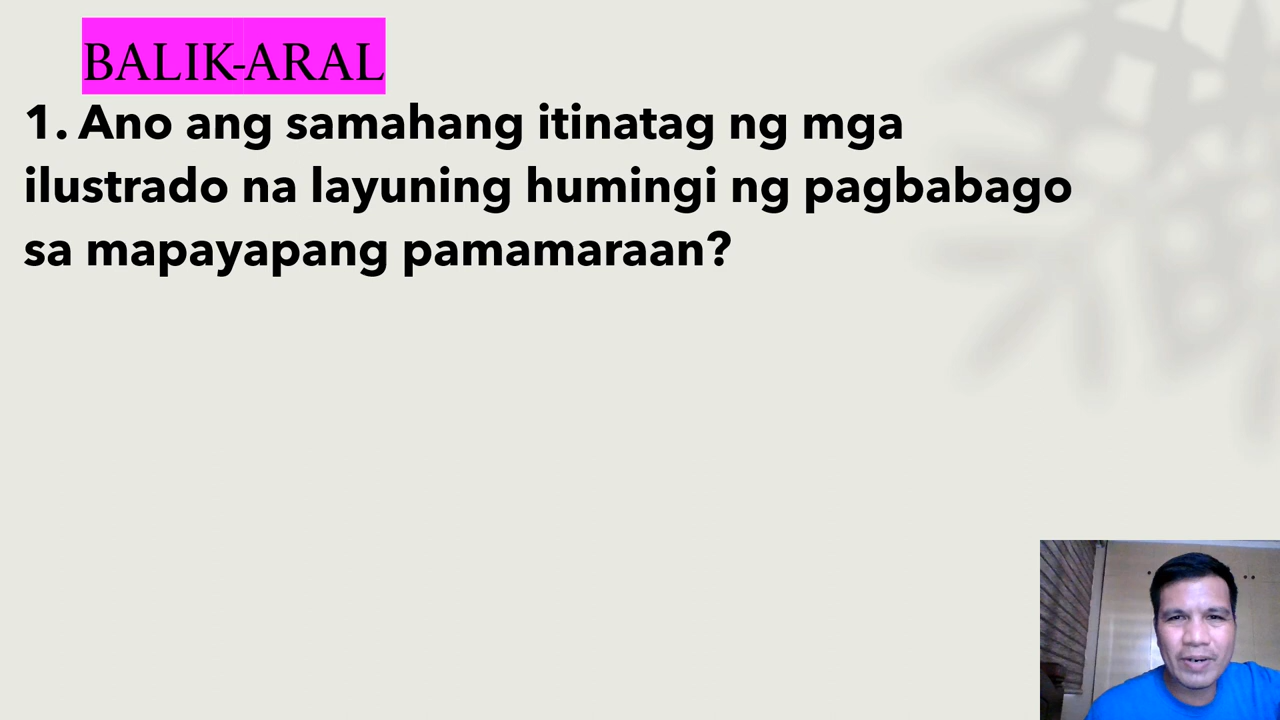 BALIK-ARAL
1. Ano ang samahang itinatag ng mga
ilustrado na layuning humingi ng pagbabago
sa mapayapang pamamaraan?